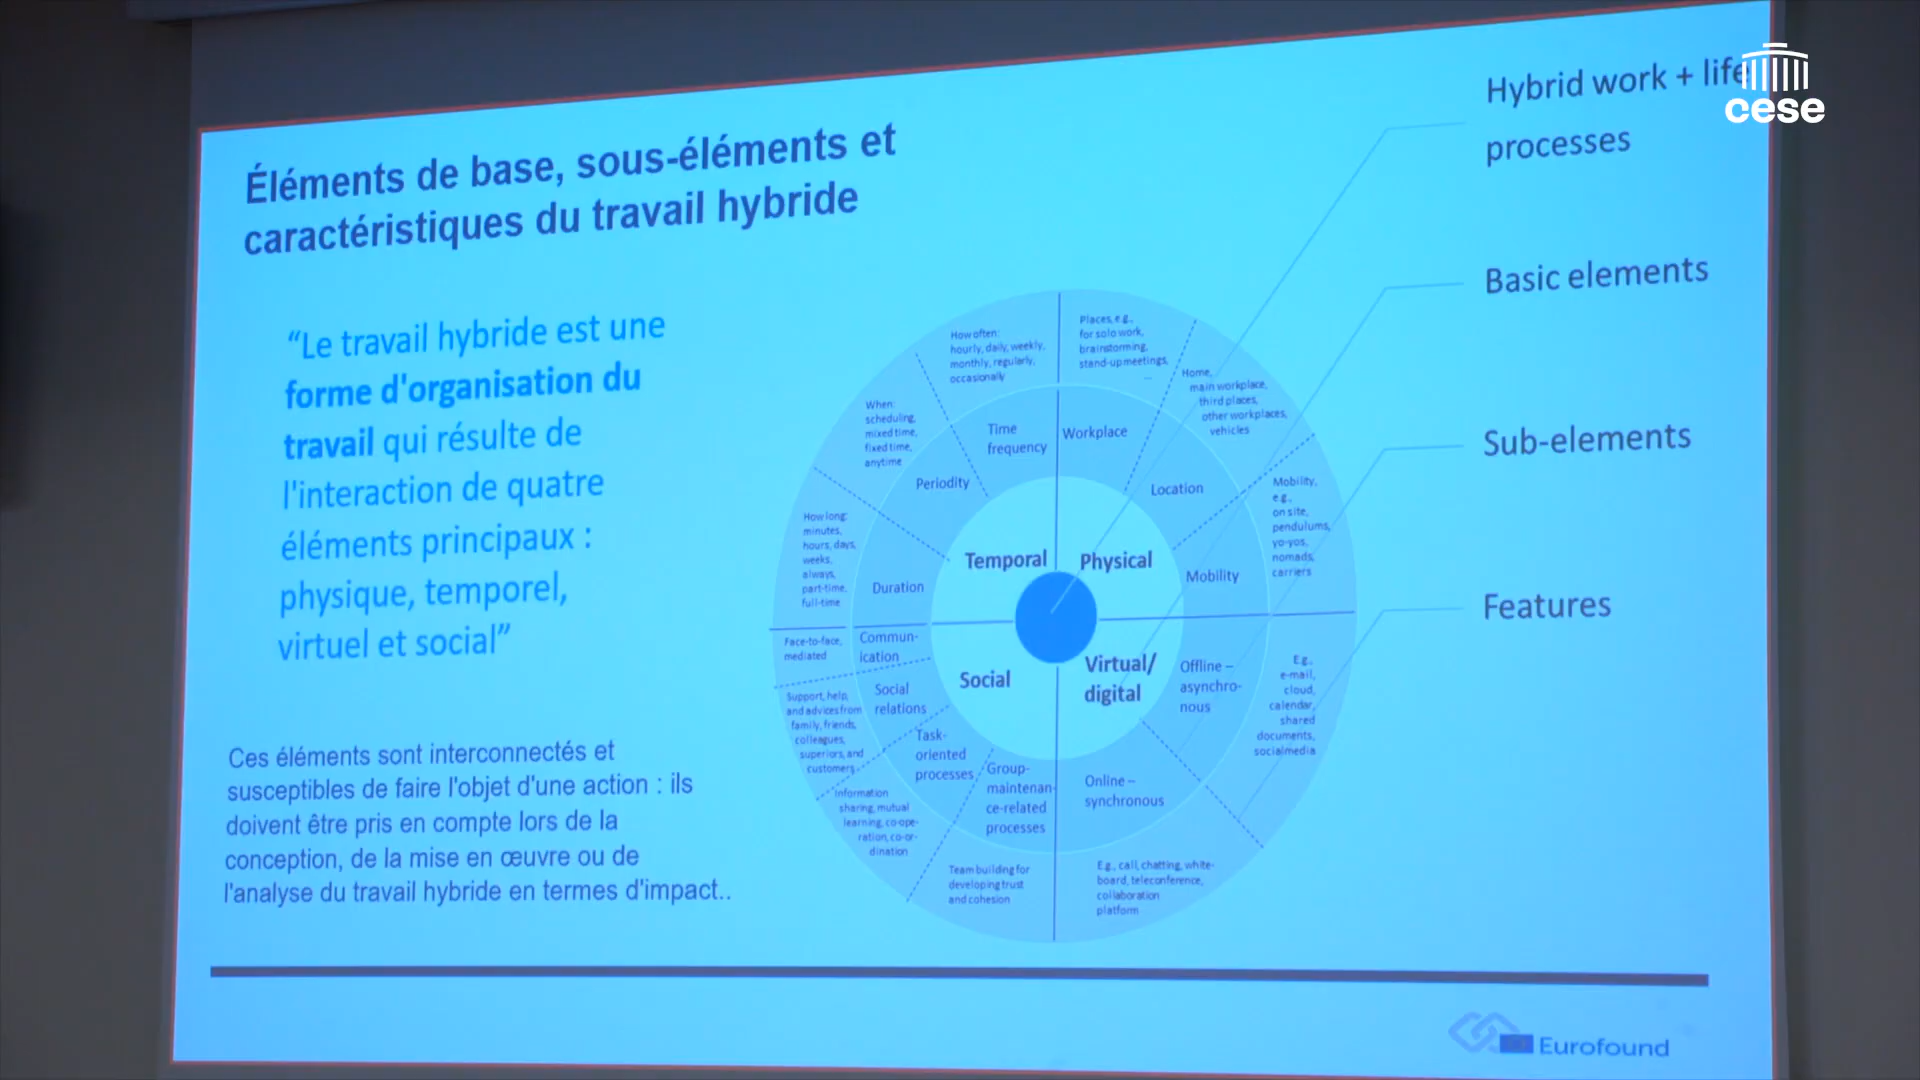 Éléments de base, sous-éléments et
caractéristiques du travail hybride
“Le travail hybride est une
forme d'organisation du
travail qui résulte de
l'interaction de quatre
éléments principaux :
physique, temporel,
virtuel et social”
Ces éléments sont interconnectés et
susceptibles de faire l'objet d'une action : ils
doivent être pris en compte lors de la
conception, de la mise en œuvre ou de
l'analyse du travail hybride en termes d'impact..
How often:
hourly, daily, weekly,
monthly, regularly,
occasionally
Places, e.g.,
for solo work,
brainstorming,
stand-up meetings,
...
When:
scheduling,
mixed time,
fixed time,
anytime
Home,
main workplace,
third places,
other workplaces,
vehicles
Time
frequency
Workplace
Periodity
Location
How long:
minutes,
hours, days,
weeks,
always,
part-time,
full-time
Mobility,
e.g.,
on site,
pendulums,
yo-yos,
nomads,
carriers
Duration
Temporal
Physical
Mobility
Face-to-face,
mediated
Commun-
ication
Social
Virtual/
digital
Offline –
asynchro-
nous
E.g.,
e-mail,
cloud,
calendar,
shared
documents,
socialmedia
Support, help,
and advices from
family, friends,
colleagues,
superiors, and
customers
Social
relations
Task-
oriented
processes
Group-
maintenan-
ce-related
processes
Online –
synchronous
Information
sharing, mutual
learning, co-ope-
ration, co-or-
dination
Team building for
developing trust
and cohesion
E.g., call, chatting, white-
board, teleconference,
collaboration
platform
Hybrid work + life
processes
Basic elements
Sub-elements
Features
cese
Eurofound